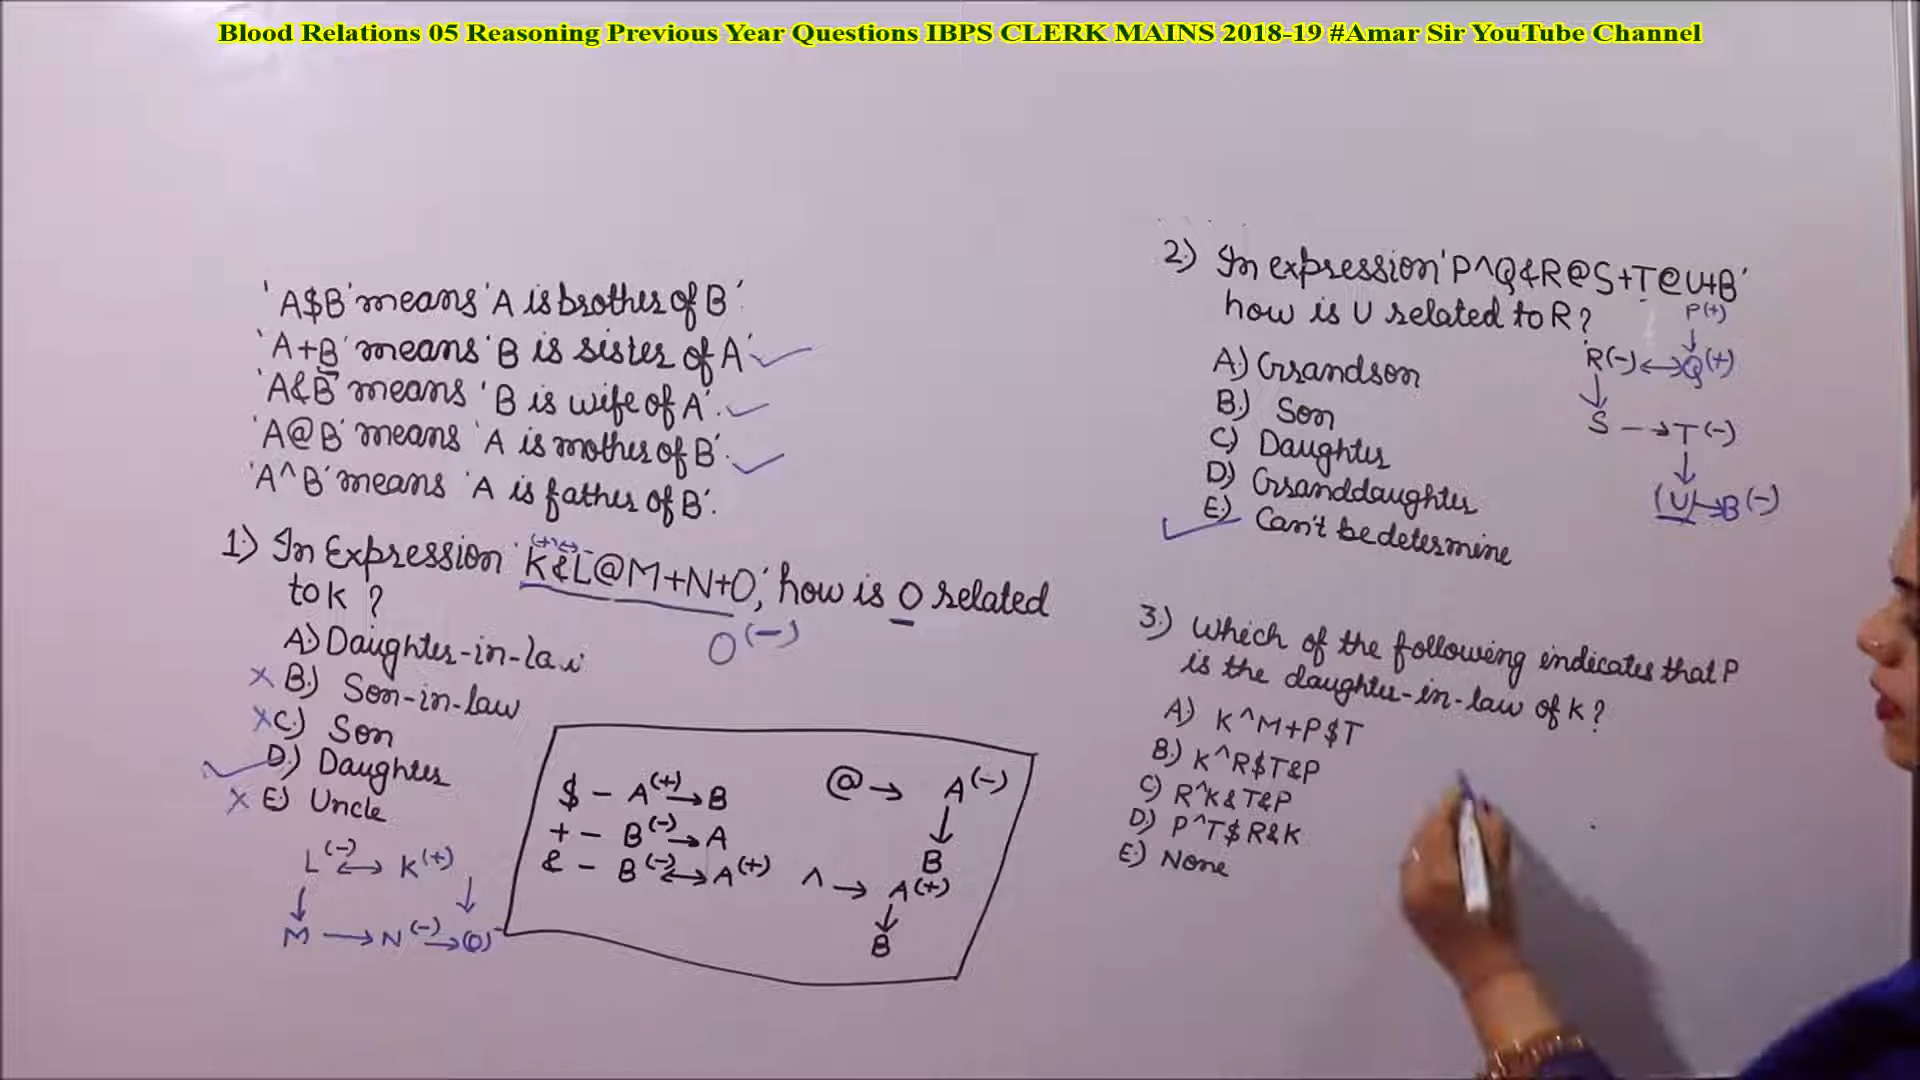 Blood Relations 05 Reasoning Previous Year Questions IBPS CLERK MAINS 2018-19 #Amar Sir YouTube Channel
'A$B' means 'A is brother of B'
'A+B' means 'B is sister of A'
'A&B' means 'B is wife of A'.
'A@B' means 'A is mother of B'.
'A^B' means 'A is father of B'.
1.) In Expression 'K&L@M+N+O', how is O related
to K ?
O(-)
A.) Daughter-in-la
B.) Son-in-law
C.) Son
D.) Daughter
E.) Uncle
L(-) ↔ K(+)
↓ ↓
M → N(-) → (O)-
$ - A(+) → B
+ - B(-) → A
& - B(-) ↔ A(+)
@ → A(-)
↓
B
^ → A(+)
↓
B
2.) In expression 'P^Q&R@S+T@U+B'
how is U related to R ?
A.) Grandson
B.) Son
C) Daughter
D.) Granddaughter
E.) Can't be determine
P(+)
↓
R(-) ↔ Q(+)
↓
S → T(-)
↓
(U) → B(-)
3.) Which of the following indicates that P
is the daughter-in-law of K ?
A) K^M+P$T
B.) K^R$T&P
C) R^K&T&P
D.) P^T$R&K
E.) None